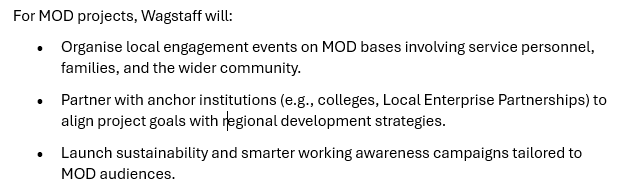 For MOD projects, Wagstaff will:
• Organise local engagement events on MOD bases involving service personnel,
families, and the wider community.
• Partner with anchor institutions (e.g., colleges, Local Enterprise Partnerships) to
align project goals with regional development strategies.
• Launch sustainability and smarter working awareness campaigns tailored to
MOD audiences.